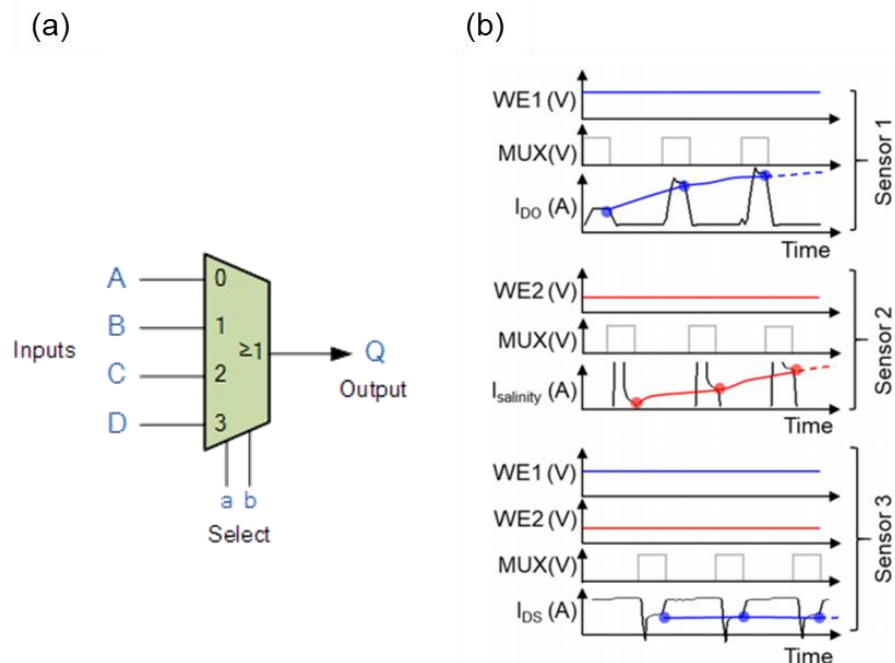 (a)
A
B
C
D
Inputs
0
1
2
3
≥1
Q
Output
a b
Select
(b)
WE1 (V)
MUX(V)
I_DO (A)
Time
Sensor 1
WE2 (V)
MUX(V)
I_salinity (A)
Time
Sensor 2
WE1 (V)
WE2 (V)
MUX(V)
I_DS (A)
Time
Sensor 3